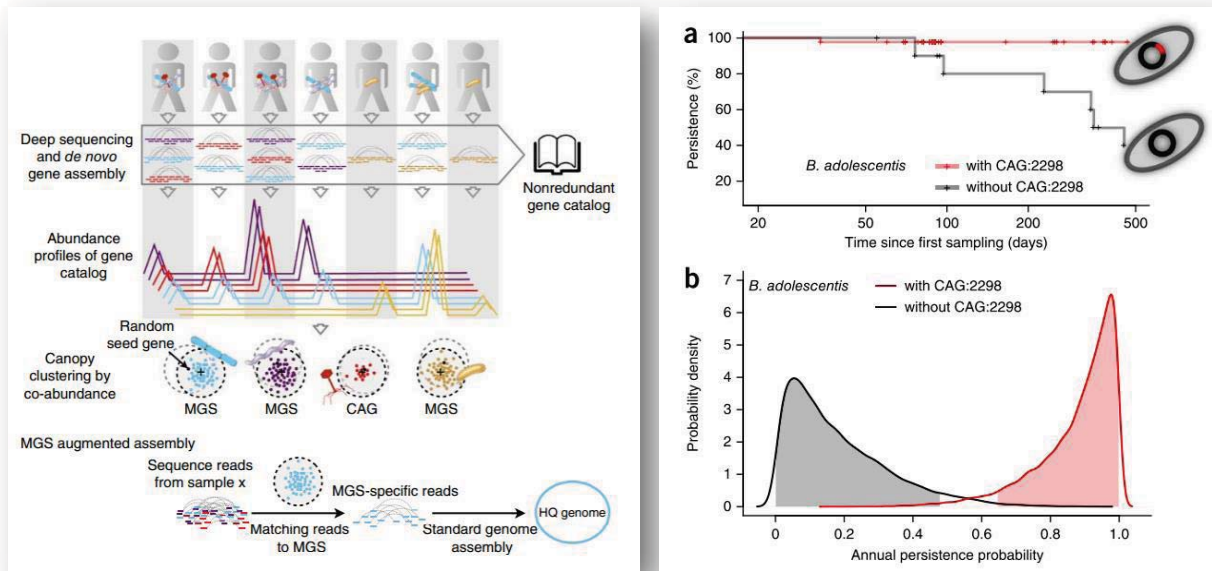 Deep sequencing
and de novo
gene assembly
Nonredundant
gene catalog
Abundance
profiles of gene
catalog
Random
seed gene
Canopy
clustering by
co-abundance
MGS
MGS
CAG
MGS
MGS augmented assembly
Sequence reads
from sample x
MGS-specific reads
HQ genome
Matching reads
to MGS
Standard genome
assembly
a
100
80
60
40
20
Persistence (%)
B. adolescentis
with CAG:2298
without CAG:2298
20
50
100
200
500
Time since first sampling (days)
b
7
6
5
4
3
2
1
0
Probability density
B. adolescentis
with CAG:2298
without CAG:2298
0
0.2
0.4
0.6
0.8
1.0
Annual persistence probability